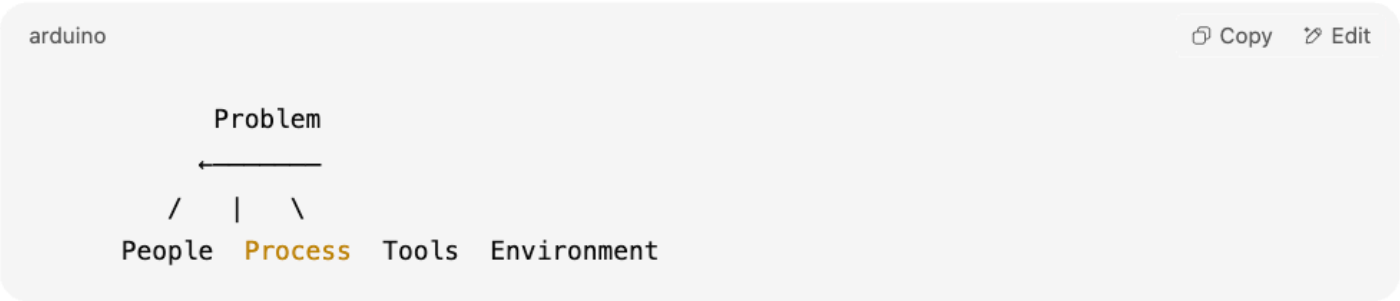 arduino Copy Edit
Problem
←───────
/ | \
People Process Tools Environment